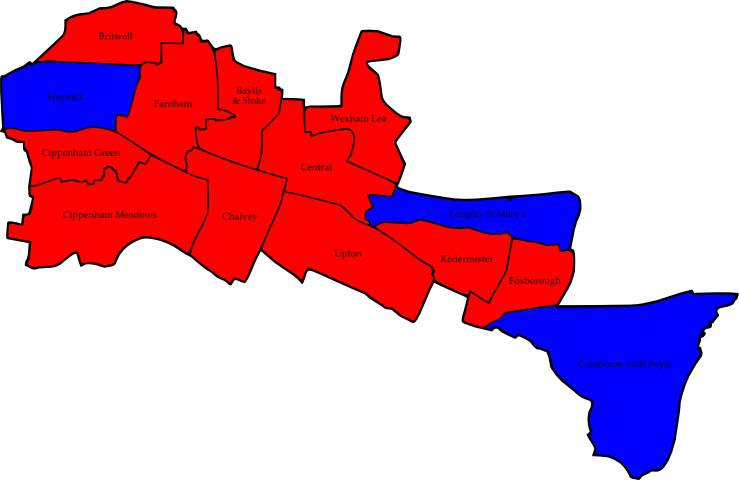 Britwell
Haymill
Farnham
Baylis
& Stoke
Wexham Lea
Cippenham Green
Central
Cippenham Meadows
Chalvey
Langley St Mary's
Upton
Kedermister
Foxborough
Colnbrook with Poyle